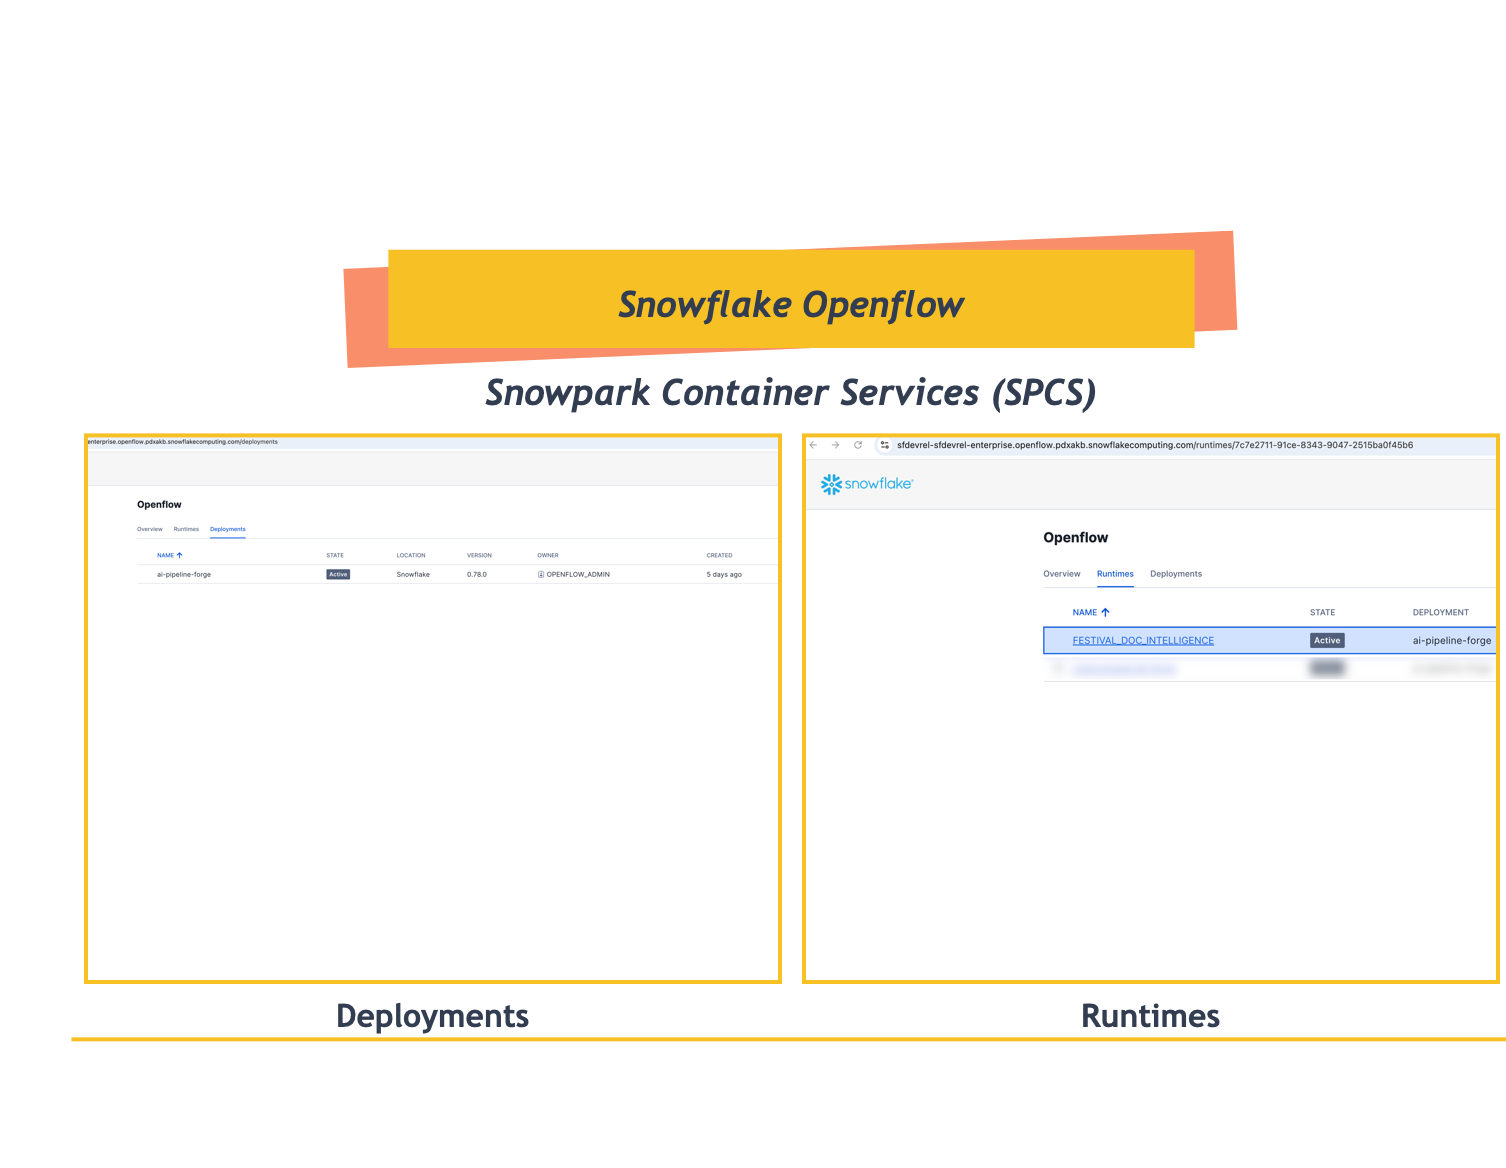 Snowflake Openflow
Snowpark Container Services (SPCS)
enterprise.openflow.pdxakb.snowflakecomputing.com/deployments
Openflow
Overview Runtimes Deployments
NAME STATE LOCATION VERSION OWNER CREATED
ai-pipeline-forge Active Snowflake 0.78.0 OPENFLOW_ADMIN 5 days ago
Deployments
sfdevrel-sfdevrel-enterprise.openflow.pdxakb.snowflakecomputing.com/runtimes/7c7e2711-91ce-8343-9047-2515ba0f45b6
snowflake
Openflow
Overview Runtimes Deployments
NAME STATE DEPLOYMENT
FESTIVAL_DOC_INTELLIGENCE Active ai-pipeline-forge
Runtimes